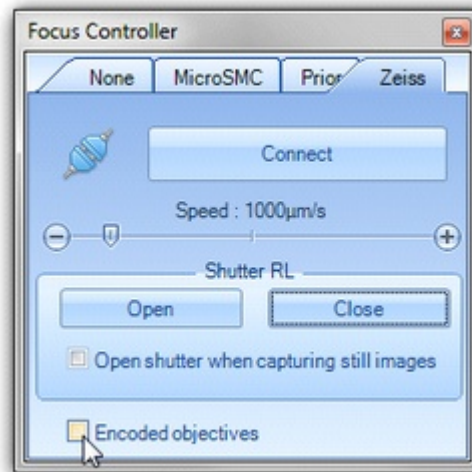 Focus Controller
None MicroSMC Prior Zeiss
Connect
Speed : 1000µm/s
Shutter RL
Open Close
Open shutter when capturing still images
Encoded objectives